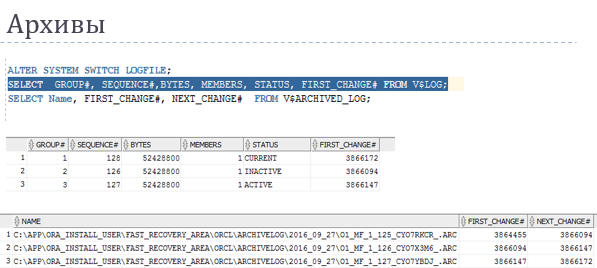 Архивы
ALTER SYSTEM SWITCH LOGFILE;
SELECT GROUP#, SEQUENCE#,BYTES, MEMBERS, STATUS, FIRST_CHANGE# FROM V$LOG;
SELECT Name, FIRST_CHANGE#, NEXT_CHANGE# FROM V$ARCHIVED_LOG;
GROUP# SEQUENCE# BYTES MEMBERS STATUS FIRST_CHANGE#
1 1 128 52428800 1 CURRENT 3866172
2 2 126 52428800 1 INACTIVE 3866094
3 3 127 52428800 1 ACTIVE 3866147
NAME FIRST_CHANGE# NEXT_CHANGE#
1 C:\APP\ORA_INSTALL_USER\FAST_RECOVERY_AREA\ORCL\ARCHIVELOG\2016_09_27\O1_MF_1_125_CYO7RKCR_.ARC 3864455 3866094
2 C:\APP\ORA_INSTALL_USER\FAST_RECOVERY_AREA\ORCL\ARCHIVELOG\2016_09_27\O1_MF_1_126_CYO7X3M6_.ARC 3866094 3866147
3 C:\APP\ORA_INSTALL_USER\FAST_RECOVERY_AREA\ORCL\ARCHIVELOG\2016_09_27\O1_MF_1_127_CYO7YBDJ_.ARC 3866147 3866172